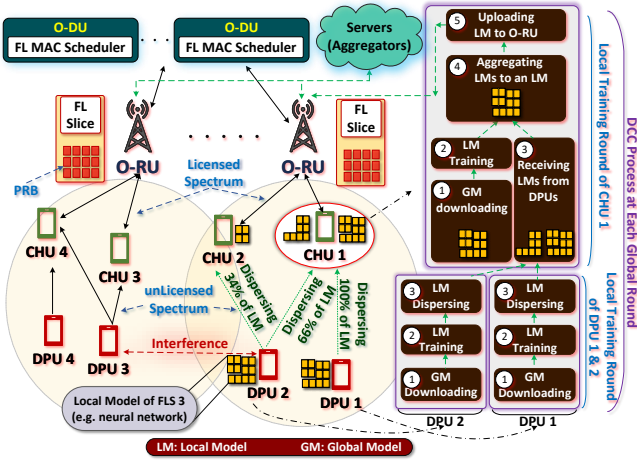 O-DU
FL MAC Scheduler
. . .
O-DU
FL MAC Scheduler
Servers
(Aggregators)
5
Uploading
LM to O-RU
4
Aggregating
LMs to an LM
2
LM
Training
3
Receiving
LMs from
DPUs
1
GM
downloading
Local Training Round of CHU 1
DCC Process at Each Global Round
FL
Slice
PRB
O-RU
. . . . .
O-RU
FL
Slice
Licensed
Spectrum
CHU 4
CHU 3
CHU 2
CHU 1
unLicensed
Spectrum
Dispersing
34% of LM
Dispersing
66% of LM
Dispersing
100% of LM
DPU 4
DPU 3
Interference
DPU 2
DPU 1
Local Model of FLS 3
(e.g. neural network)
3
LM
Dispersing
2
LM
Training
1
GM
Downloading
DPU 2
3
LM
Dispersing
2
LM
Training
1
GM
Downloading
DPU 1
Local Training Round
of DPU 1 & 2
LM: Local Model
GM: Global Model